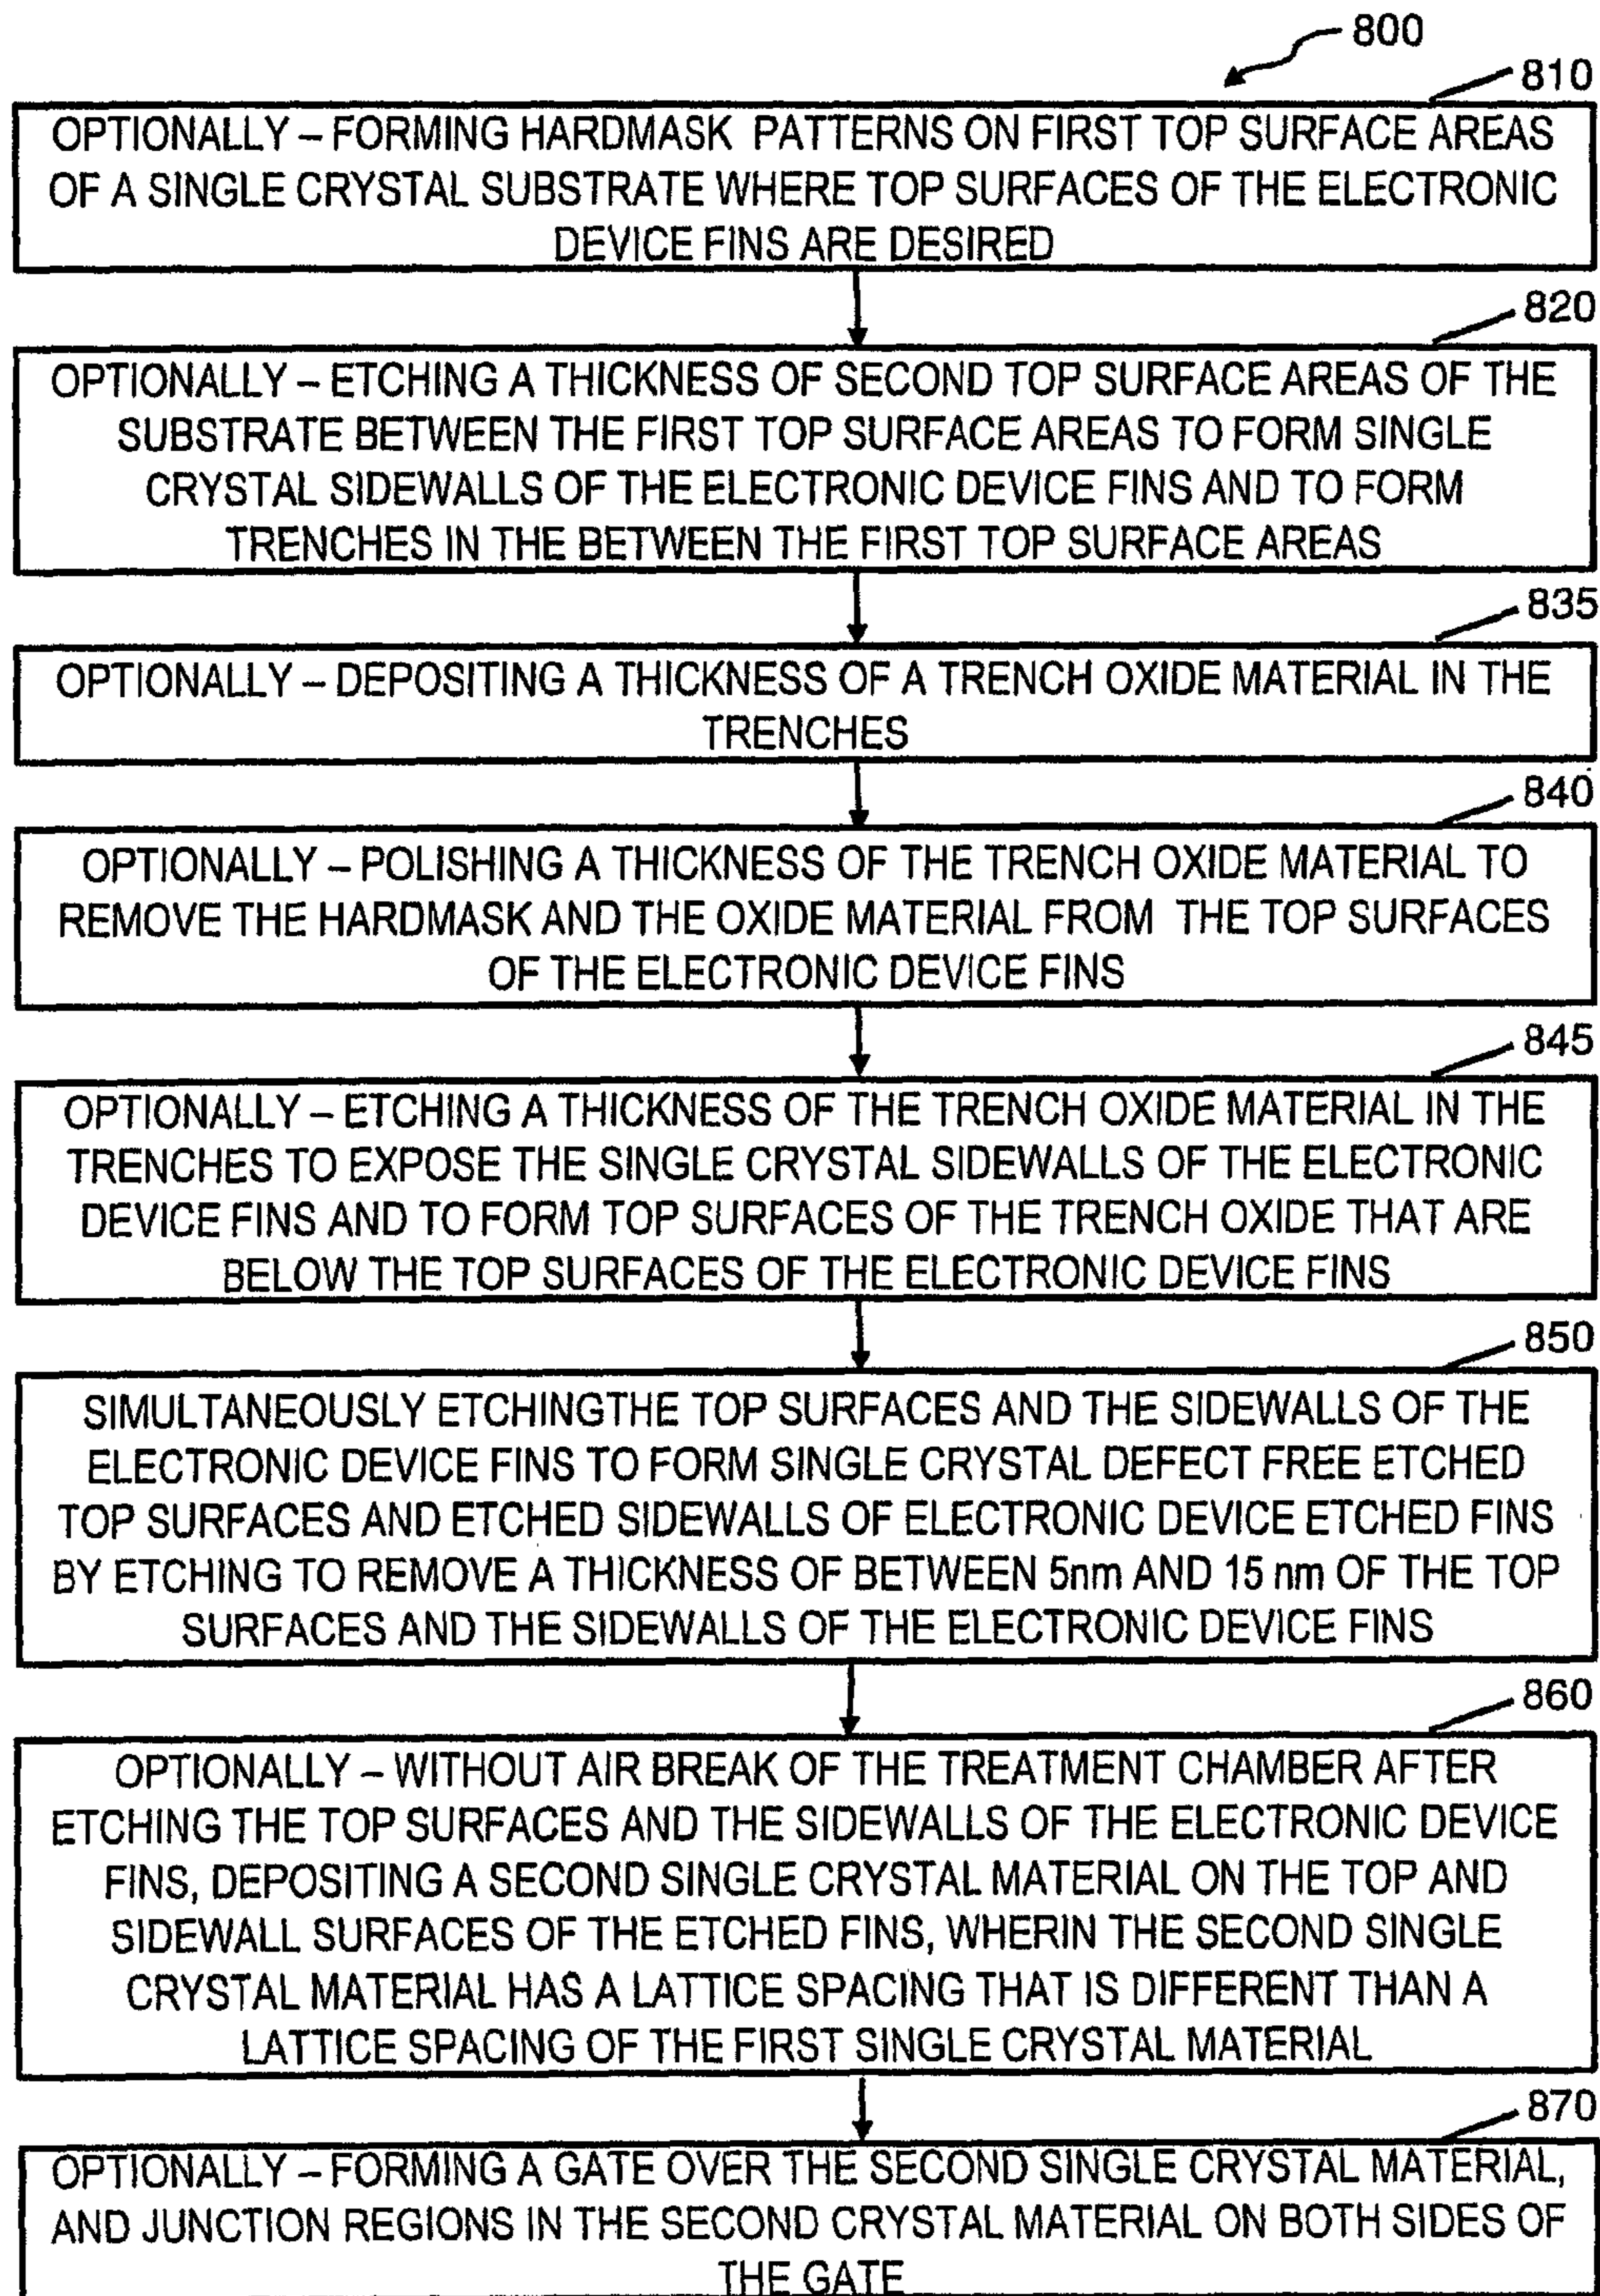 800
810
OPTIONALLY – FORMING HARDMASK PATTERNS ON FIRST TOP SURFACE AREAS
OF A SINGLE CRYSTAL SUBSTRATE WHERE TOP SURFACES OF THE ELECTRONIC
DEVICE FINS ARE DESIRED
820
OPTIONALLY – ETCHING A THICKNESS OF SECOND TOP SURFACE AREAS OF THE
SUBSTRATE BETWEEN THE FIRST TOP SURFACE AREAS TO FORM SINGLE
CRYSTAL SIDEWALLS OF THE ELECTRONIC DEVICE FINS AND TO FORM
TRENCHES IN THE BETWEEN THE FIRST TOP SURFACE AREAS
835
OPTIONALLY – DEPOSITING A THICKNESS OF A TRENCH OXIDE MATERIAL IN THE
TRENCHES
840
OPTIONALLY – POLISHING A THICKNESS OF THE TRENCH OXIDE MATERIAL TO
REMOVE THE HARDMASK AND THE OXIDE MATERIAL FROM THE TOP SURFACES
OF THE ELECTRONIC DEVICE FINS
845
OPTIONALLY – ETCHING A THICKNESS OF THE TRENCH OXIDE MATERIAL IN THE
TRENCHES TO EXPOSE THE SINGLE CRYSTAL SIDEWALLS OF THE ELECTRONIC
DEVICE FINS AND TO FORM TOP SURFACES OF THE TRENCH OXIDE THAT ARE
BELOW THE TOP SURFACES OF THE ELECTRONIC DEVICE FINS
850
SIMULTANEOUSLY ETCHINGTHE TOP SURFACES AND THE SIDEWALLS OF THE
ELECTRONIC DEVICE FINS TO FORM SINGLE CRYSTAL DEFECT FREE ETCHED
TOP SURFACES AND ETCHED SIDEWALLS OF ELECTRONIC DEVICE ETCHED FINS
BY ETCHING TO REMOVE A THICKNESS OF BETWEEN 5nm AND 15 nm OF THE TOP
SURFACES AND THE SIDEWALLS OF THE ELECTRONIC DEVICE FINS
860
OPTIONALLY – WITHOUT AIR BREAK OF THE TREATMENT CHAMBER AFTER
ETCHING THE TOP SURFACES AND THE SIDEWALLS OF THE ELECTRONIC DEVICE
FINS, DEPOSITING A SECOND SINGLE CRYSTAL MATERIAL ON THE TOP AND
SIDEWALL SURFACES OF THE ETCHED FINS, WHERIN THE SECOND SINGLE
CRYSTAL MATERIAL HAS A LATTICE SPACING THAT IS DIFFERENT THAN A
LATTICE SPACING OF THE FIRST SINGLE CRYSTAL MATERIAL
870
OPTIONALLY – FORMING A GATE OVER THE SECOND SINGLE CRYSTAL MATERIAL,
AND JUNCTION REGIONS IN THE SECOND CRYSTAL MATERIAL ON BOTH SIDES OF
THE GATE